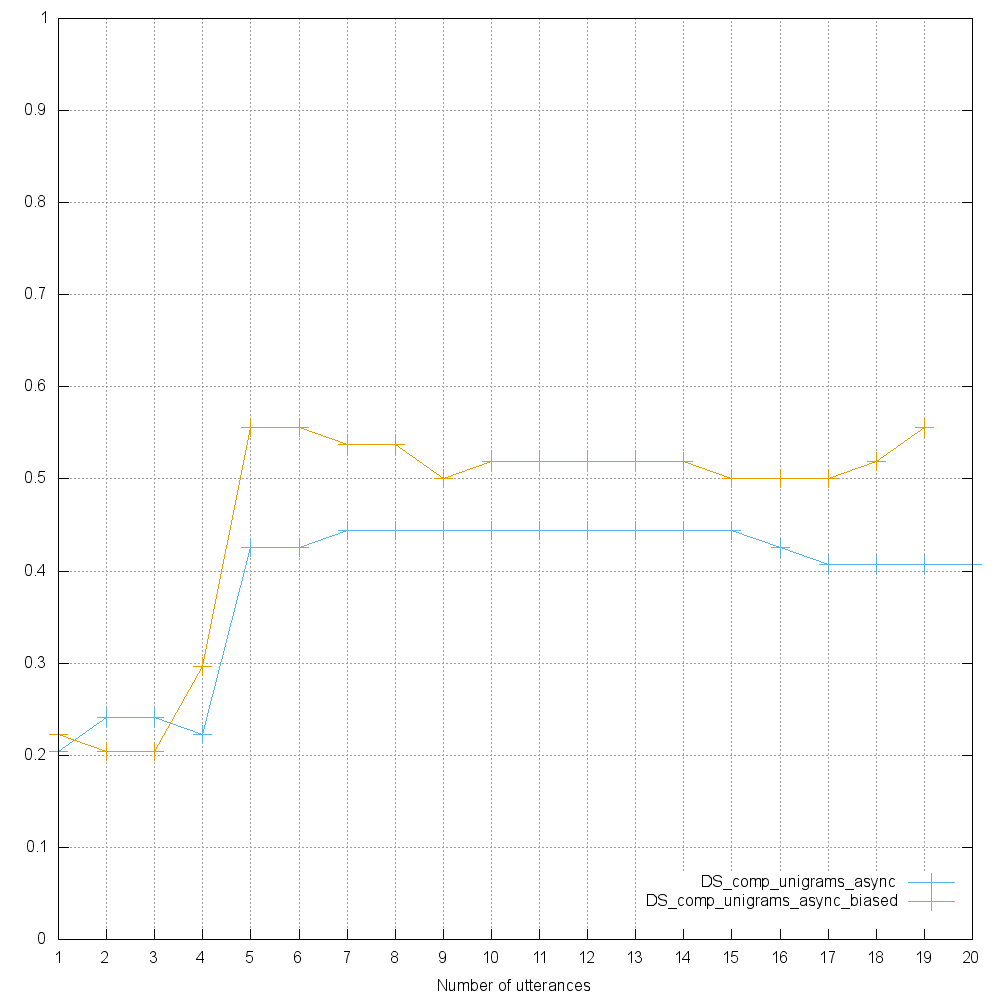 1
0.9
0.8
0.7
0.6
0.5
0.4
0.3
0.2
0.1
0
DS_comp_unigrams_async
DS_comp_unigrams_async_biased
1 2 3 4 5 6 7 8 9 10 11 12 13 14 15 16 17 18 19 20
Number of utterances